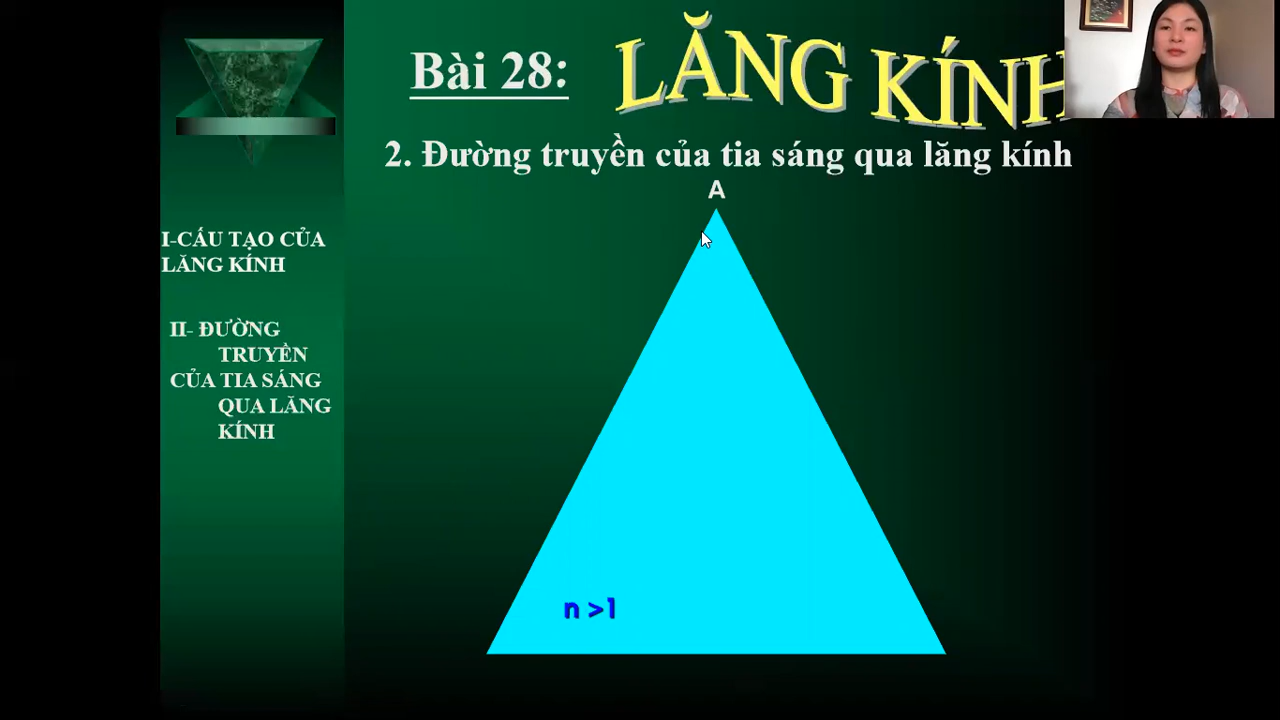 Bài 28:
LĂNG KÍNH
2. Đường truyền của tia sáng qua lăng kính
A
I-CẤU TẠO CỦA
LĂNG KÍNH
II- ĐƯỜNG
TRUYỀN
CỦA TIA SÁNG
QUA LĂNG
KÍNH
n >1